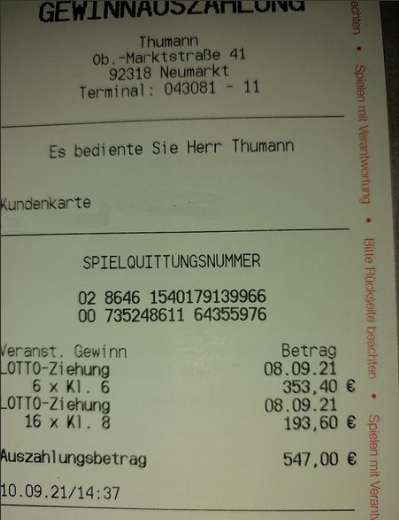 GEWINNAUSZAHLUNG
Thumann
Ob.-Marktstraße 41
92318 Neumarkt
Terminal: 043081 - 11
Es bediente Sie Herr Thumann
Kundenkarte
SPIELQUITTUNGSNUMMER
02 8646 1540179139966
00 735248611 64355976
Veranst. Gewinn Betrag
LOTTO-Ziehung 08.09.21
6 x Kl. 6 353,40 €
LOTTO-Ziehung 08.09.21
16 x Kl. 8 193,60 €
Auszahlungsbetrag 547,00 €
10.09.21/14:37
beachten • Spielen mit Verantwortung • Bitte Rückseite beachten • Spielen mit